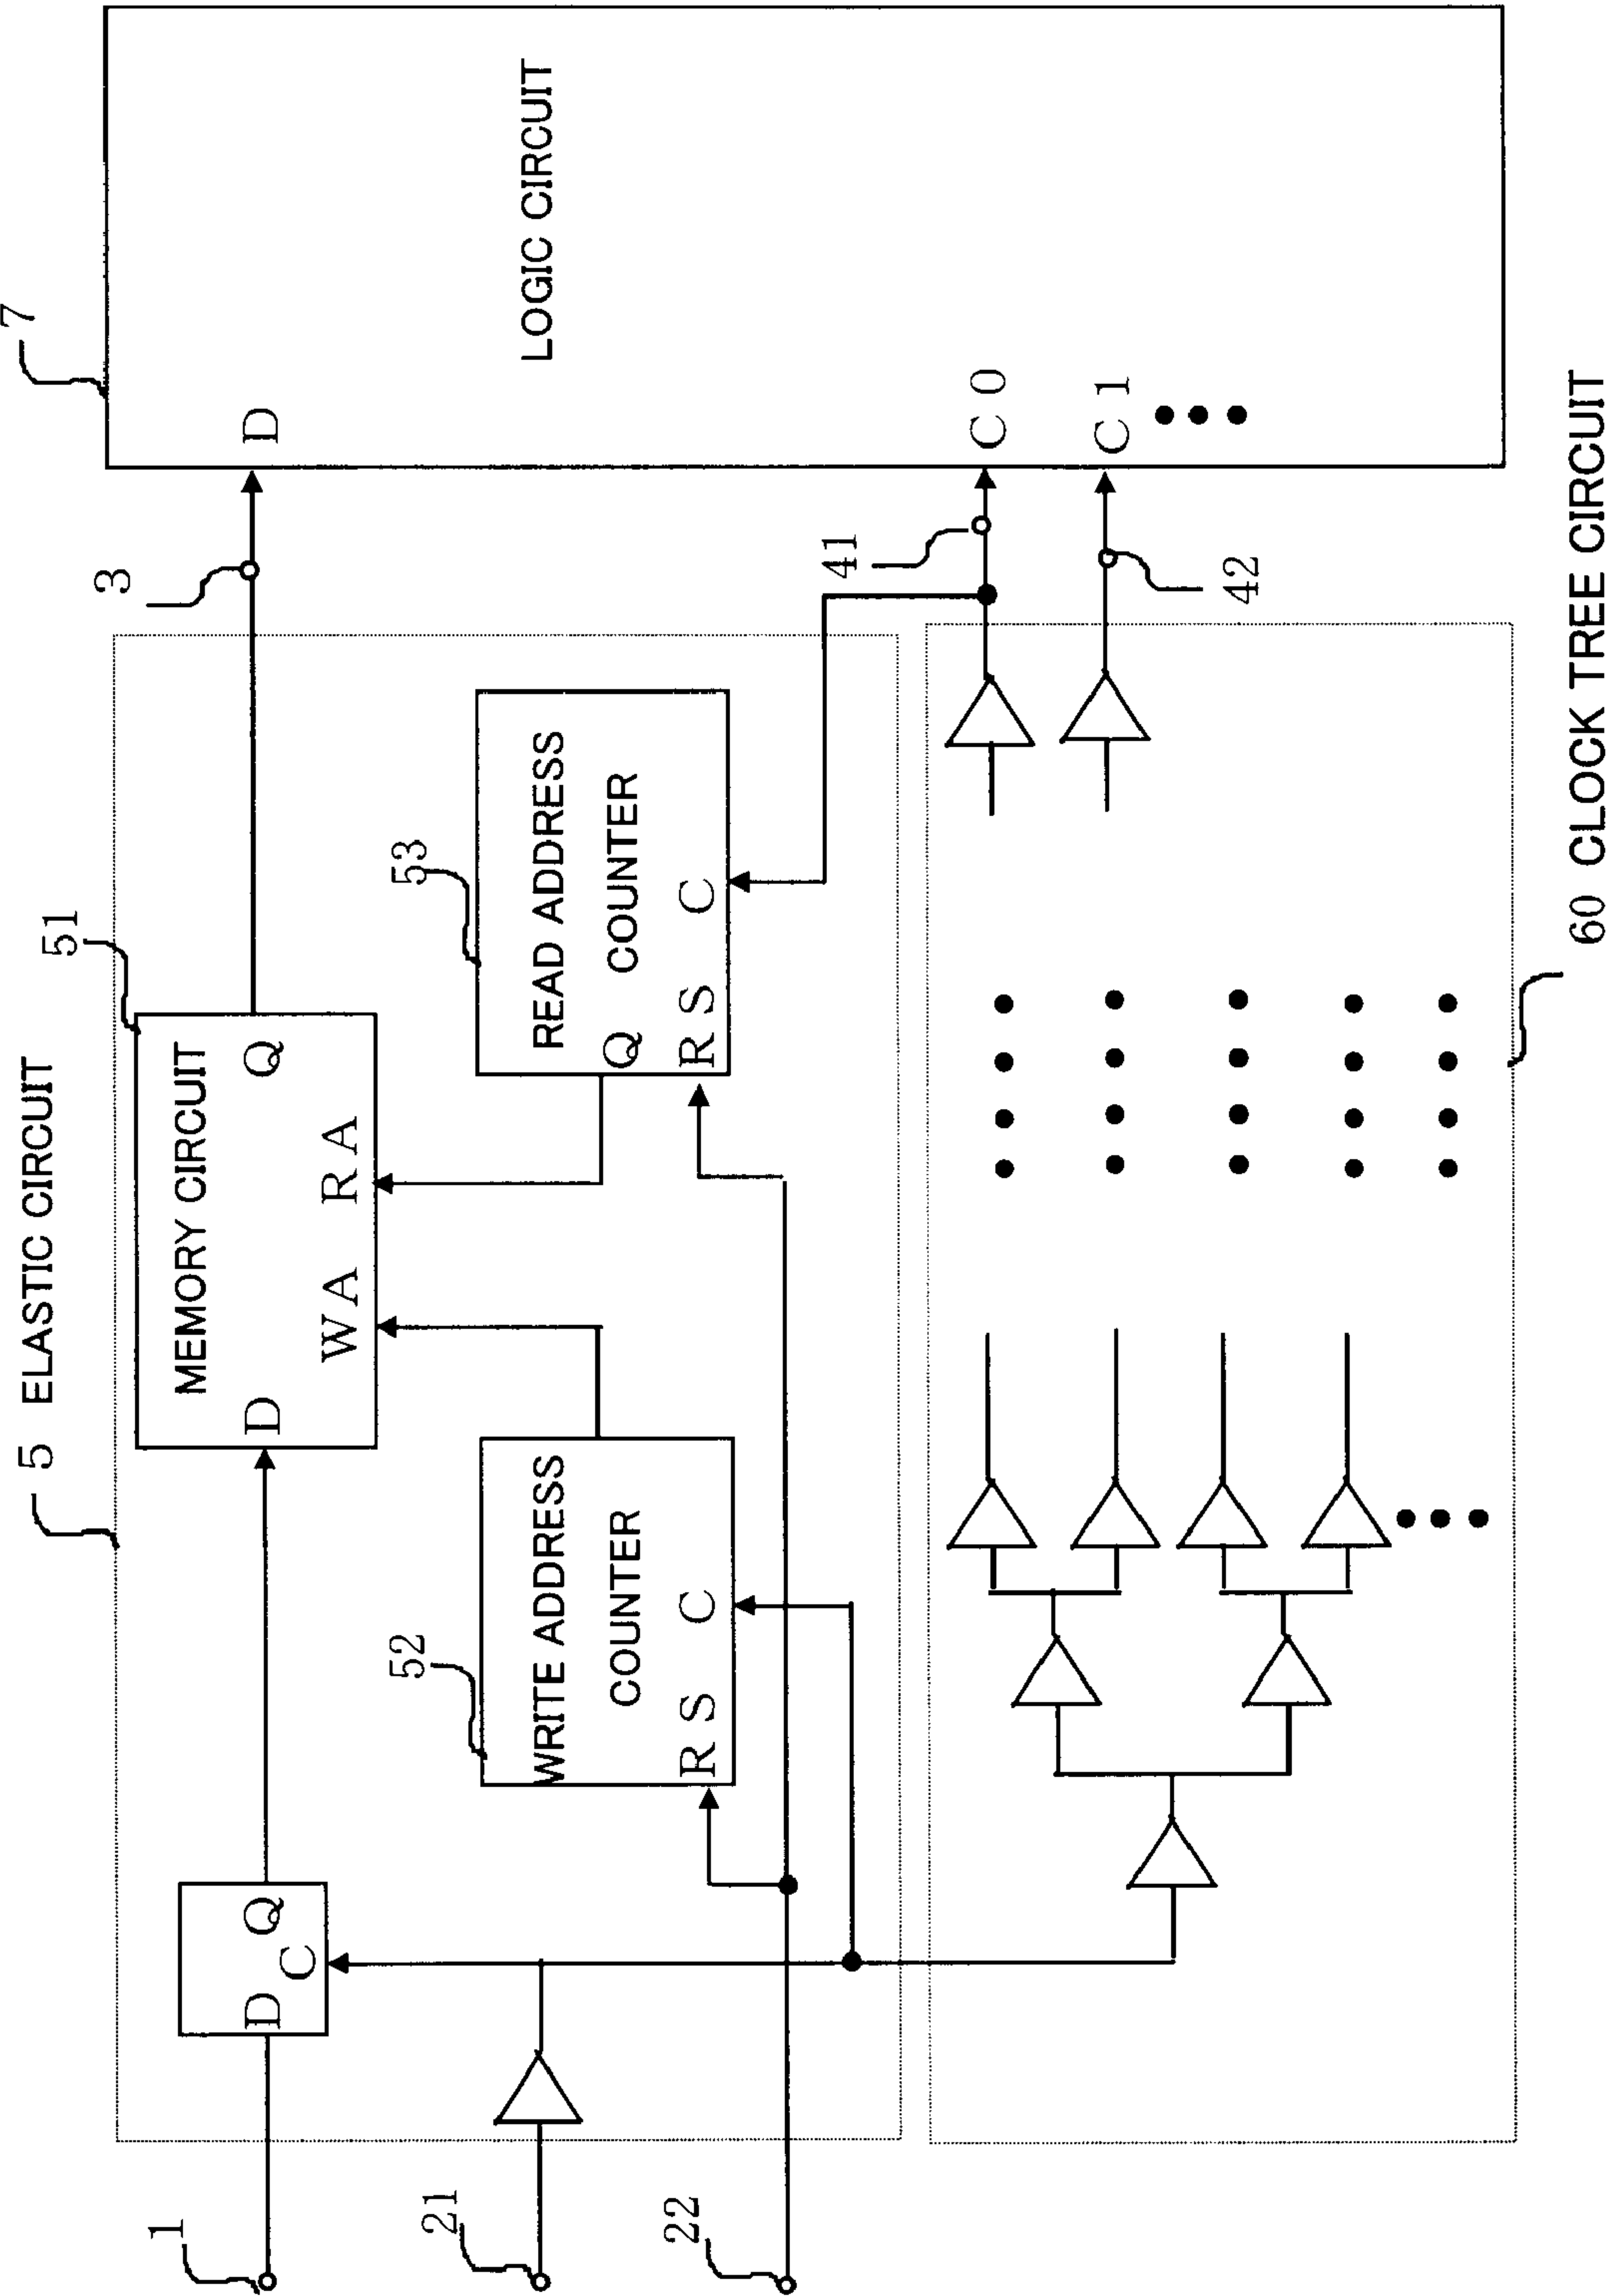 5 ELASTIC CIRCUIT
51
7
MEMORY CIRCUIT
D
Q
WA RA
D Q
C
D
3
1
52
WRITE ADDRESS
COUNTER
RS C
53
READ ADDRESS
COUNTER
Q
RS C
LOGIC CIRCUIT
21
22
41
C0
42
C1
60 CLOCK TREE CIRCUIT